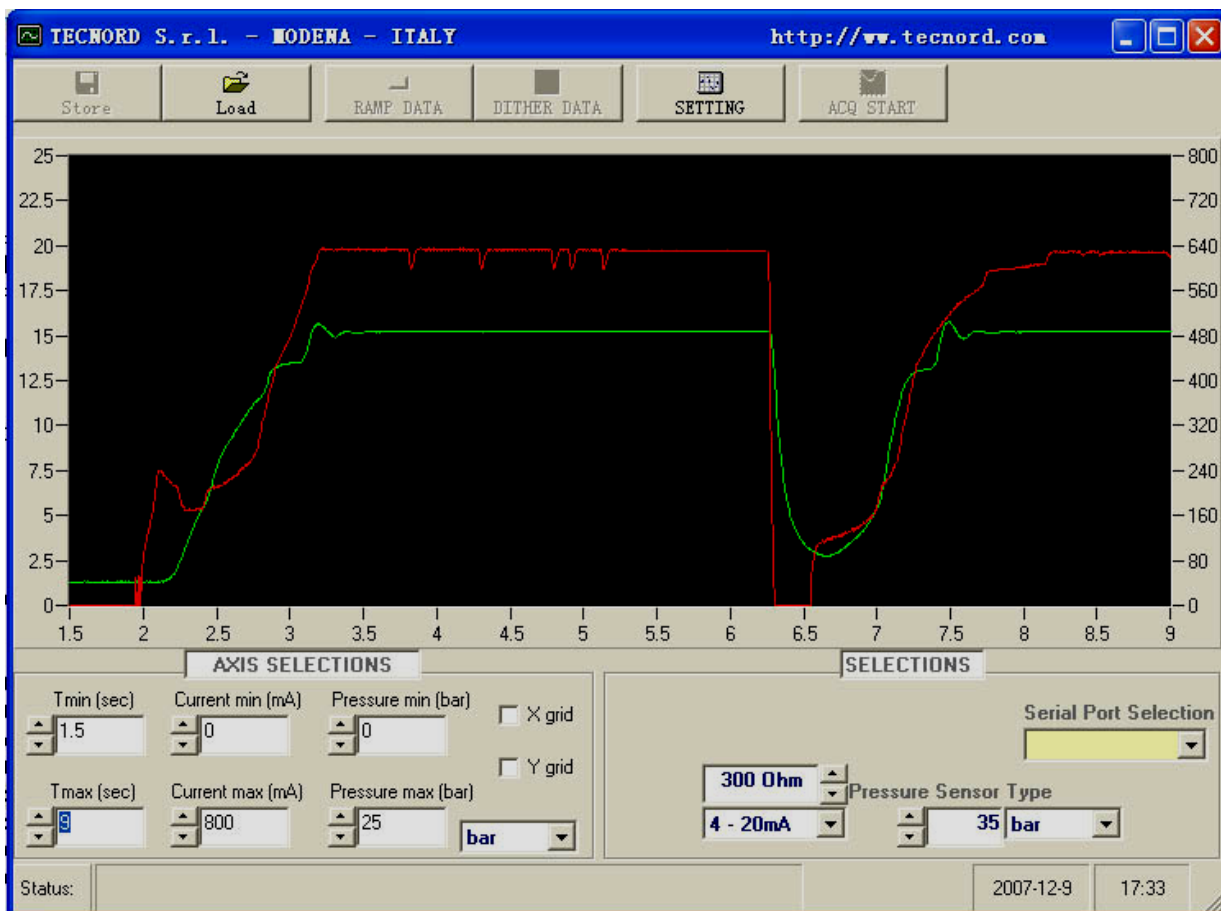 TECNORD S.r.l. - MODENA - ITALY http://ww.tecnord.com
Store Load RAMP DATA DITHER DATA SETTING ACQ START
25 800
22.5 720
20 640
17.5 560
15 480
12.5 400
10 320
7.5 240
5 160
2.5 80
0 0
1.5 2 2.5 3 3.5 4 4.5 5 5.5 6 6.5 7 7.5 8 8.5 9
AXIS SELECTIONS
Tmin (sec) Current min (mA) Pressure min (bar)
1.5 0 0
X grid
Y grid
Tmax (sec) Current max (mA) Pressure max (bar)
9 800 25
bar
SELECTIONS
Serial Port Selection
300 Ohm
Pressure Sensor Type
4 - 20mA 35 bar
Status: 2007-12-9 17:33